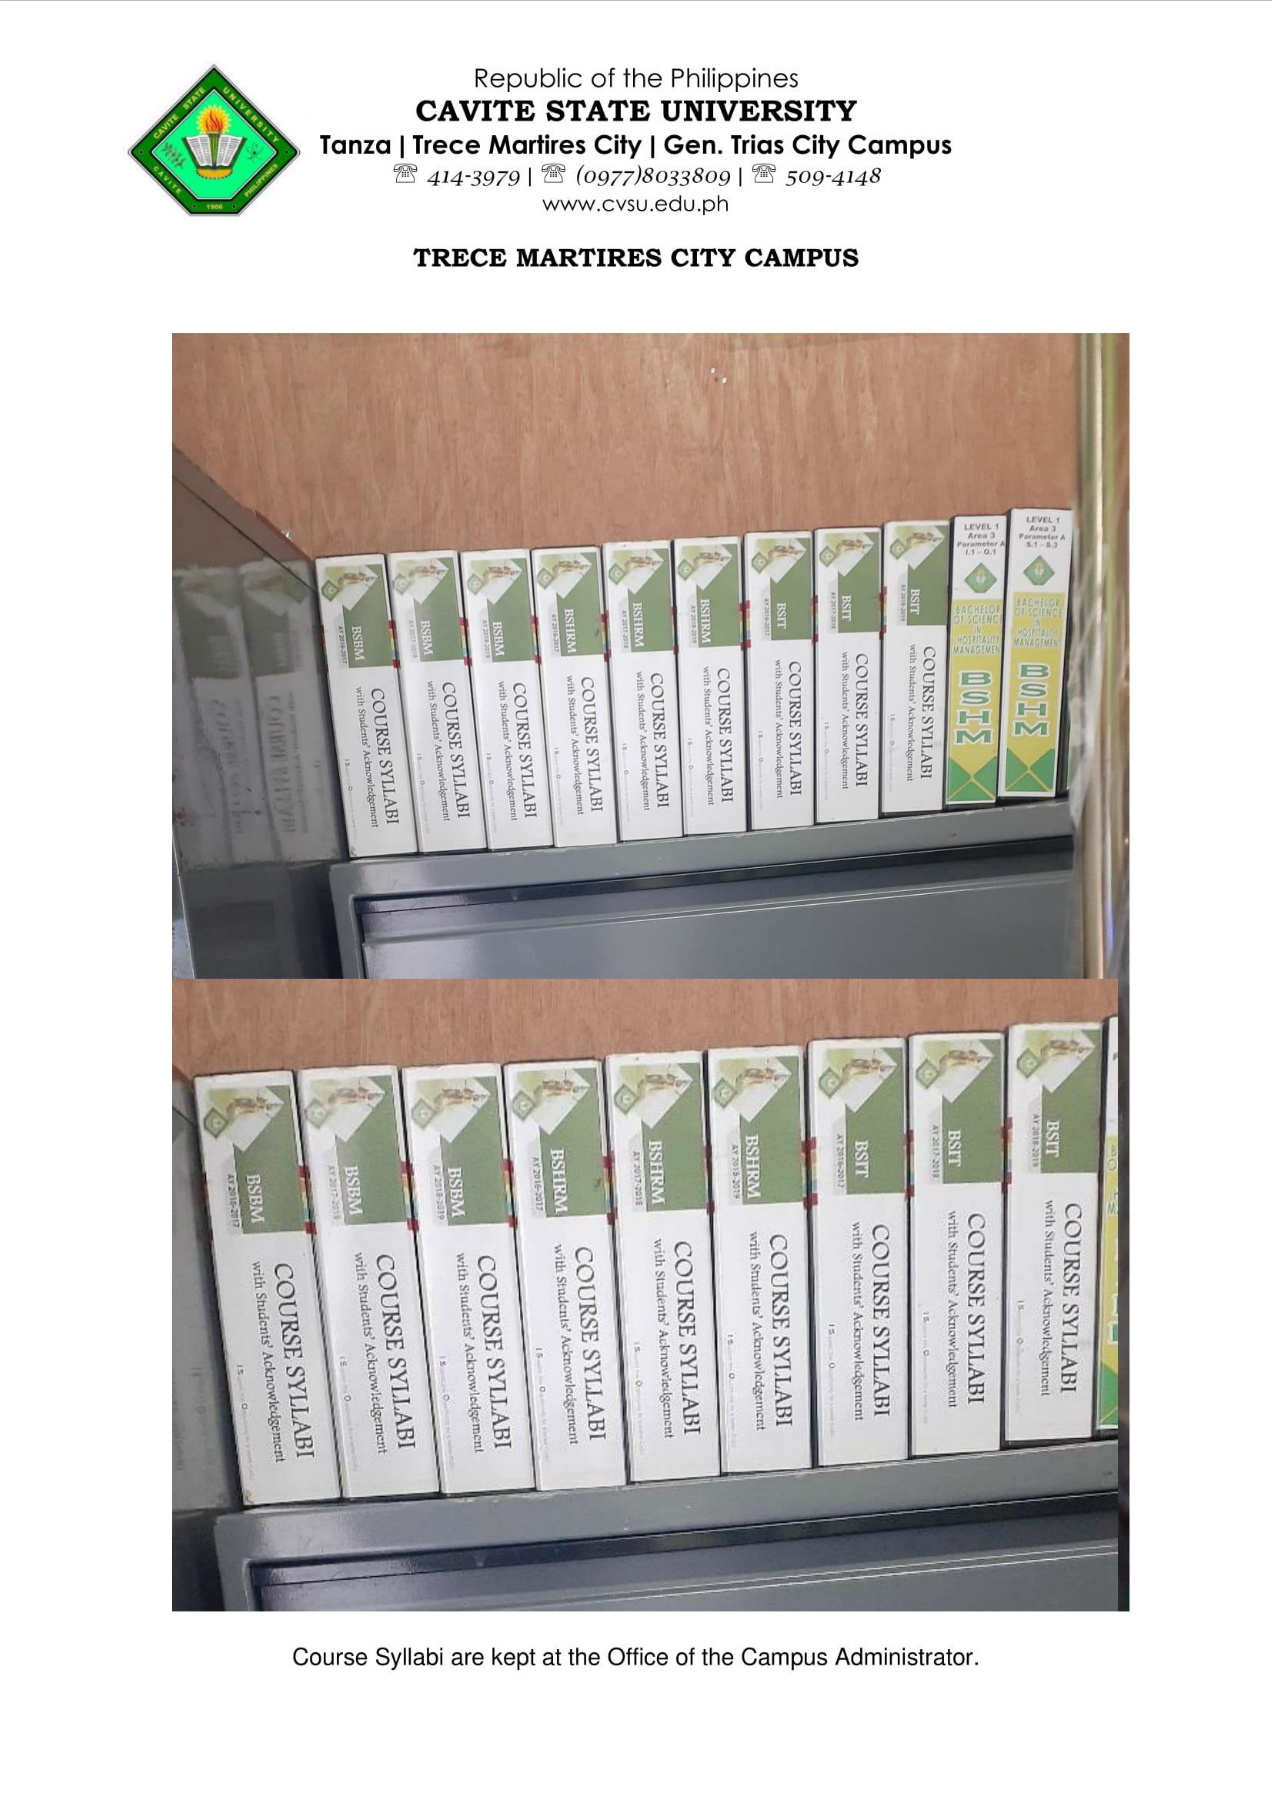 Republic of the Philippines
CAVITE STATE UNIVERSITY
Tanza | Trece Martires City | Gen. Trias City Campus
☏ 414-3979 | ☏ (0977)8033809 | ☏ 509-4148
www.cvsu.edu.ph
CAVITE STATE UNIVERSITY
CAVITE PHILIPPINES
1906
TRECE MARTIRES CITY CAMPUS
BSBM
AY 2016-2017
COURSE SYLLABI
with Students' Acknowledgement
BSBM
AY 2017-2018
COURSE SYLLABI
with Students' Acknowledgement
BSBM
AY 2018-2019
COURSE SYLLABI
with Students' Acknowledgement
BSHRM
AY 2016-2017
COURSE SYLLABI
with Students' Acknowledgement
BSHRM
AY 2017-2018
COURSE SYLLABI
with Students' Acknowledgement
BSHRM
AY 2018-2019
COURSE SYLLABI
with Students' Acknowledgement
BSIT
AY 2016-2017
COURSE SYLLABI
with Students' Acknowledgement
BSIT
AY 2017-2018
COURSE SYLLABI
with Students' Acknowledgement
BSIT
AY 2018-2019
COURSE SYLLABI
with Students' Acknowledgement
LEVEL 1
Area 3
Parameter A
I.1 – O.1
BACHELOR
OF SCIENCE
IN
HOSPITALITY
MANAGEMEN
BSHM
LEVEL 1
Area 3
Parameter A
S.1 – S.3
BACHELOR
OF SCIENCE
IN
HOSPITALITY
MANAGEMENT
BSHM
BSBM
AY 2016-2017
COURSE SYLLABI
with Students' Acknowledgement
BSBM
AY 2017-2018
COURSE SYLLABI
with Students' Acknowledgement
BSBM
AY 2018-2019
COURSE SYLLABI
with Students' Acknowledgement
BSHRM
AY 2016-2017
COURSE SYLLABI
with Students' Acknowledgement
BSHRM
AY 2017-2018
COURSE SYLLABI
with Students' Acknowledgement
BSHRM
AY 2018-2019
COURSE SYLLABI
with Students' Acknowledgement
BSIT
AY 2016-2017
COURSE SYLLABI
with Students' Acknowledgement
BSIT
AY 2017-2018
COURSE SYLLABI
with Students' Acknowledgement
BSIT
AY 2018-2019
COURSE SYLLABI
with Students' Acknowledgement
Course Syllabi are kept at the Office of the Campus Administrator.